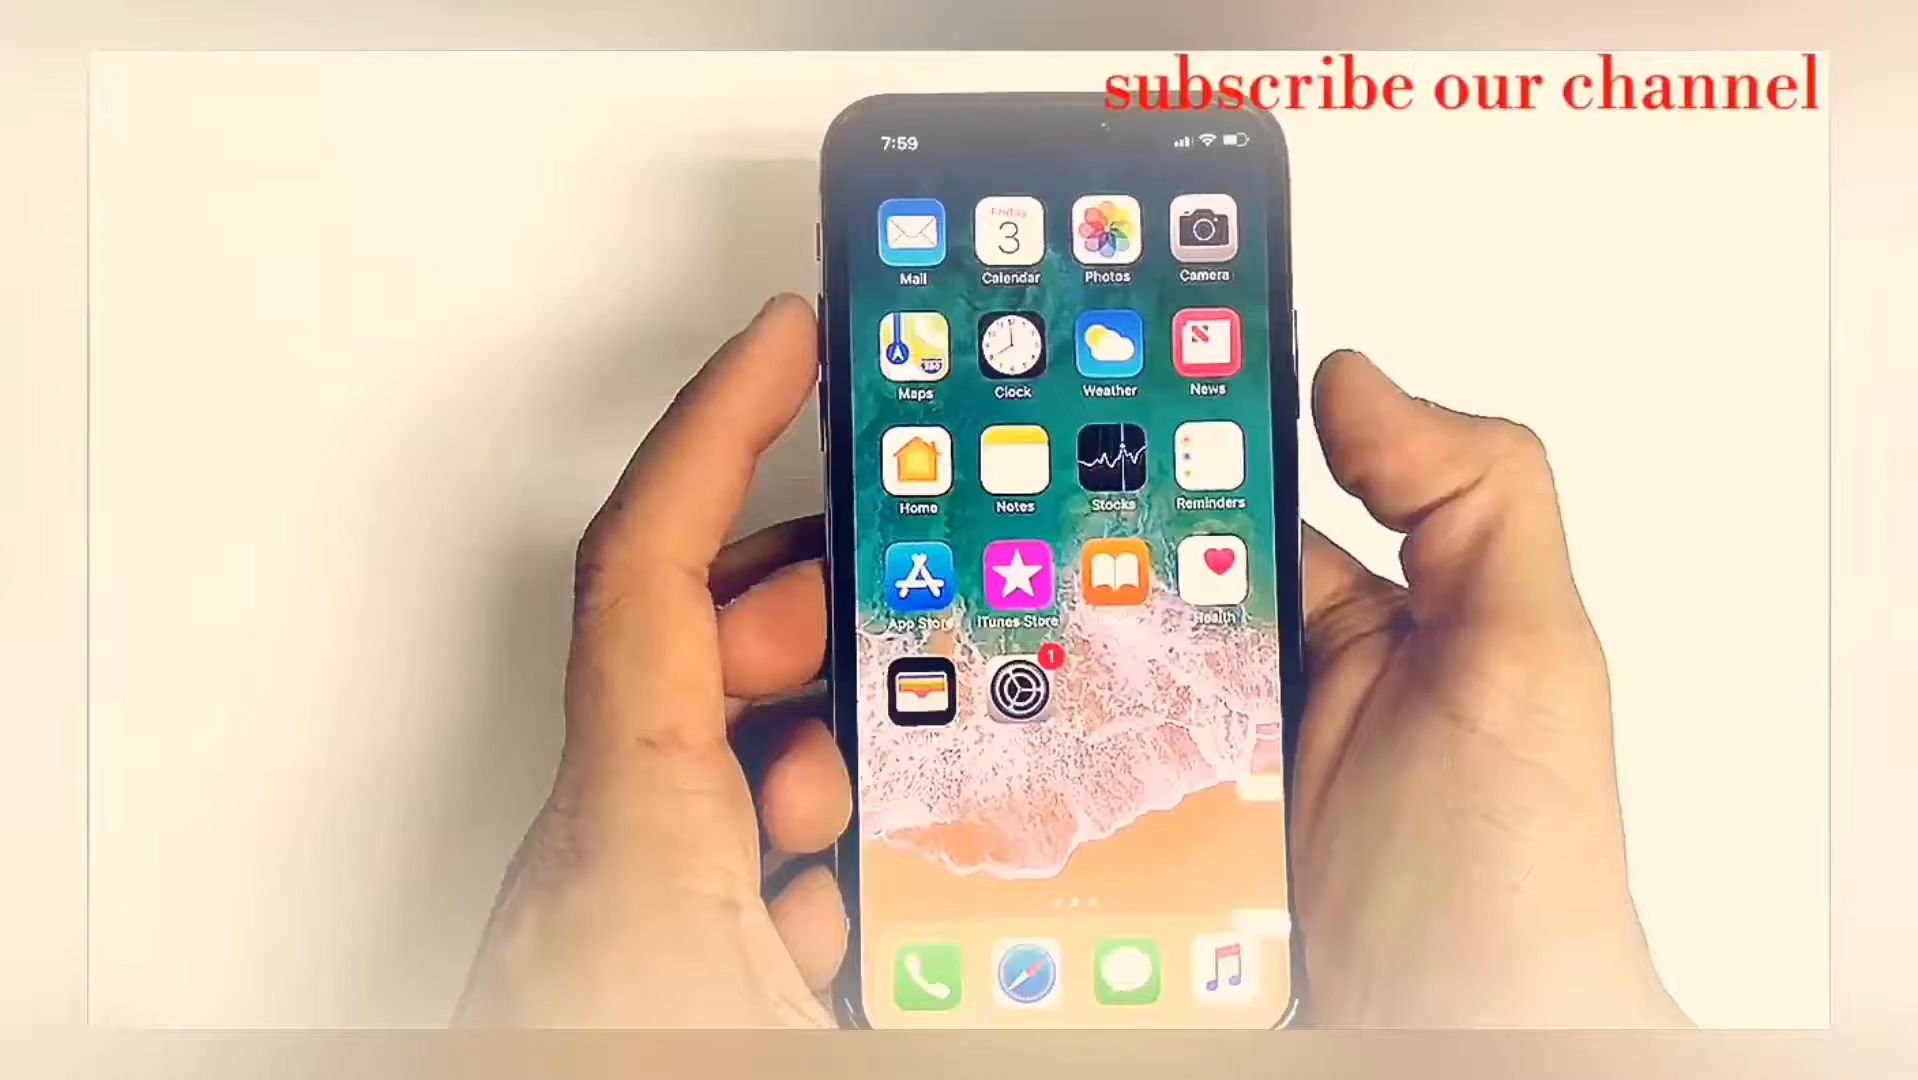 subscribe our channel
7:59
Friday
3
Mail
Calendar
Photos
Camera
280
Maps
Clock
Weather
News
Home
Notes
Stocks
Reminders
App Store
iTunes Store
Health
1